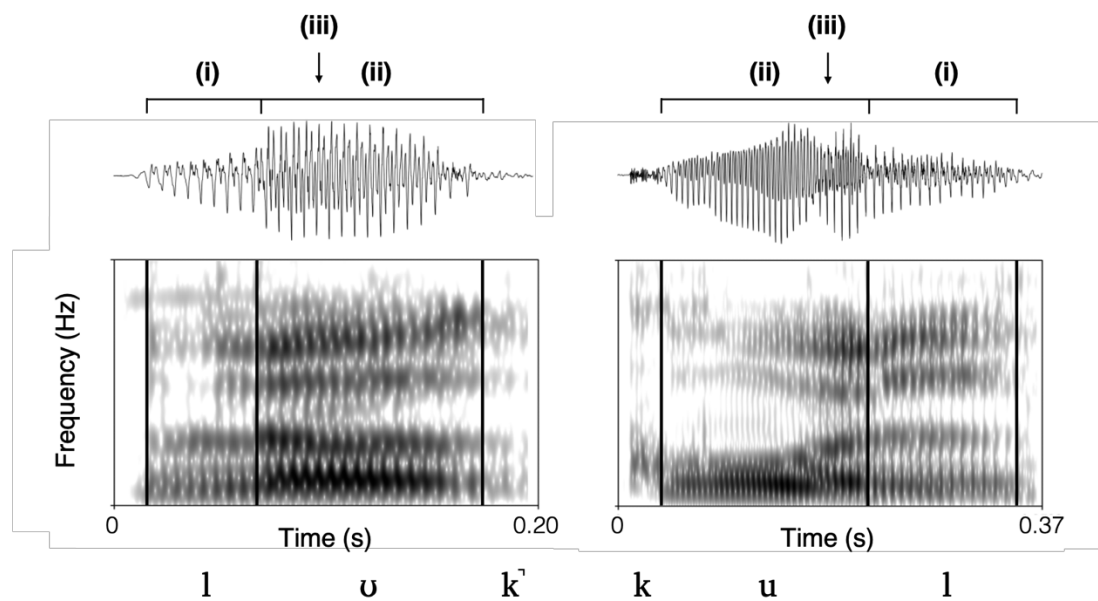 (iii) (iii)
(i) (ii) (ii) (i)
Frequency (Hz)
0 0.20 0 0.37
Time (s) Time (s)
l ʊ k̚ k u l